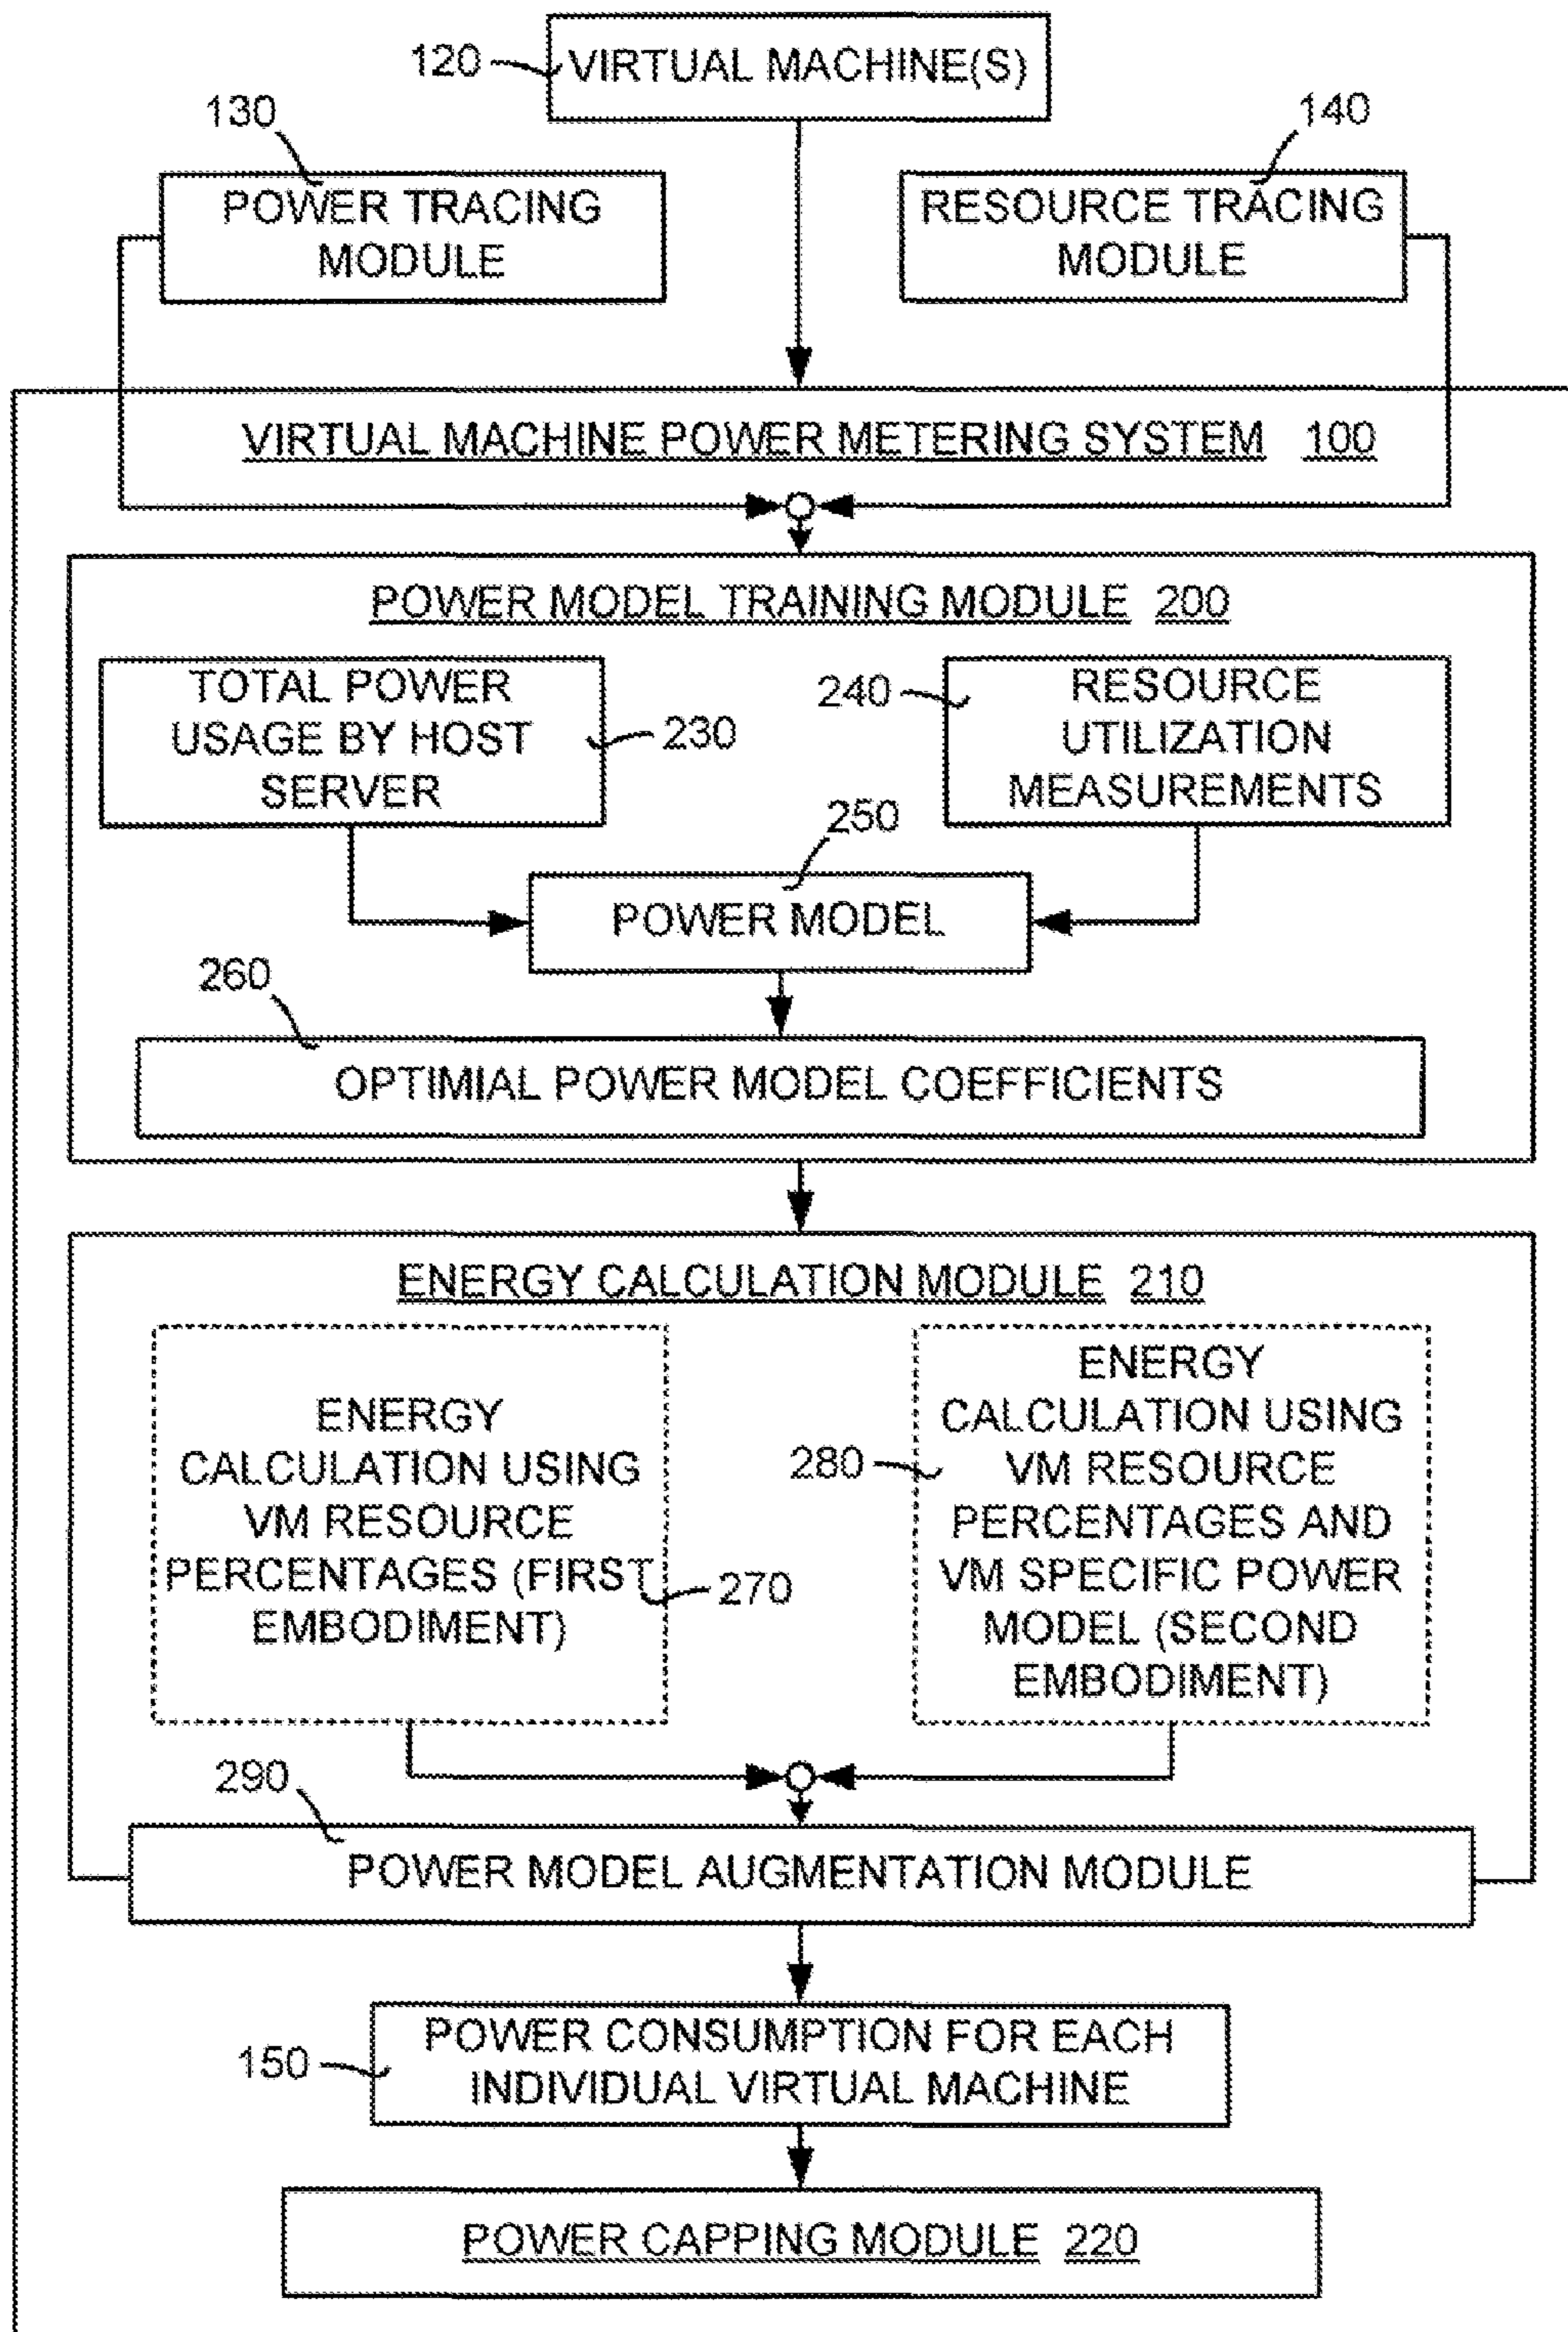 120
VIRTUAL MACHINE(S)
130
140
POWER TRACING
MODULE
RESOURCE TRACING
MODULE
VIRTUAL MACHINE POWER METERING SYSTEM 100
POWER MODEL TRAINING MODULE 200
TOTAL POWER
USAGE BY HOST
SERVER
230
240
RESOURCE
UTILIZATION
MEASUREMENTS
250
POWER MODEL
260
OPTIMIAL POWER MODEL COEFFICIENTS
ENERGY CALCULATION MODULE 210
ENERGY
CALCULATION USING
VM RESOURCE
PERCENTAGES (FIRST
EMBODIMENT)
270
280
ENERGY
CALCULATION USING
VM RESOURCE
PERCENTAGES AND
VM SPECIFIC POWER
MODEL (SECOND
EMBODIMENT)
290
POWER MODEL AUGMENTATION MODULE
150
POWER CONSUMPTION FOR EACH
INDIVIDUAL VIRTUAL MACHINE
POWER CAPPING MODULE 220